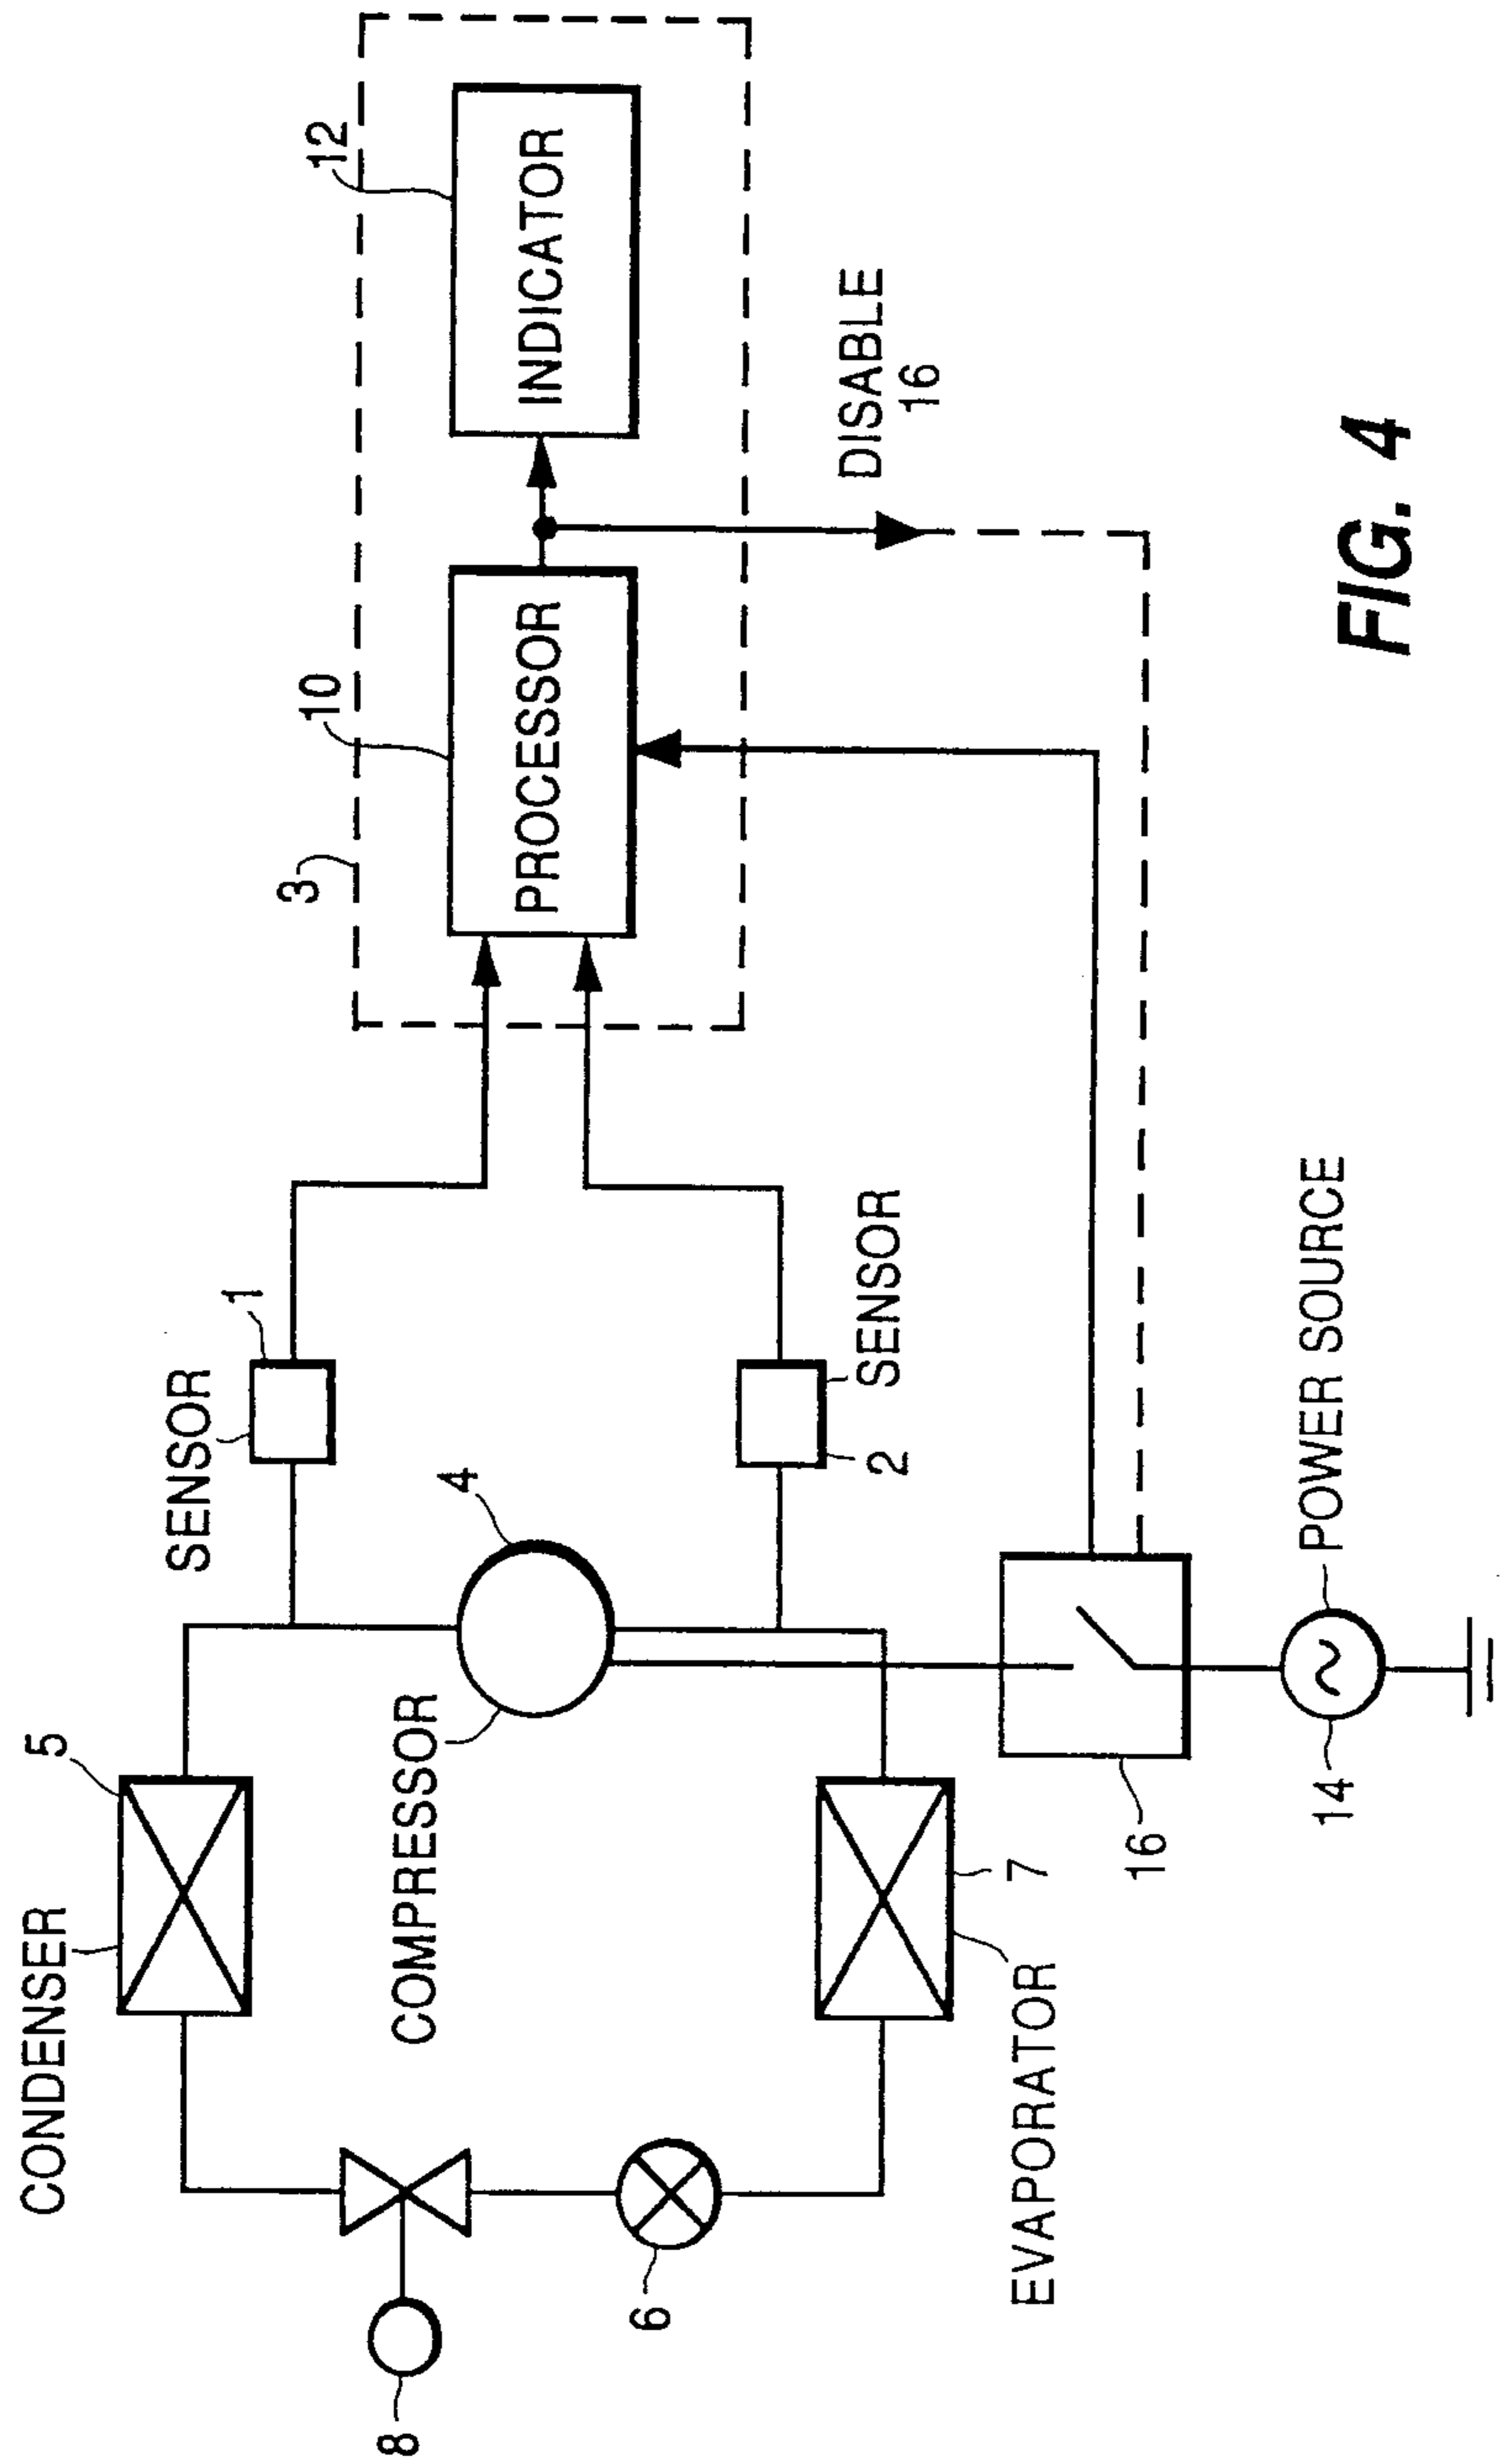 CONDENSER
5
SENSOR
1
3
10
12
8
COMPRESSOR
4
PROCESSOR
INDICATOR
6
2
SENSOR
DISABLE
16
EVAPORATOR
7
16
14
POWER SOURCE
FIG. 4